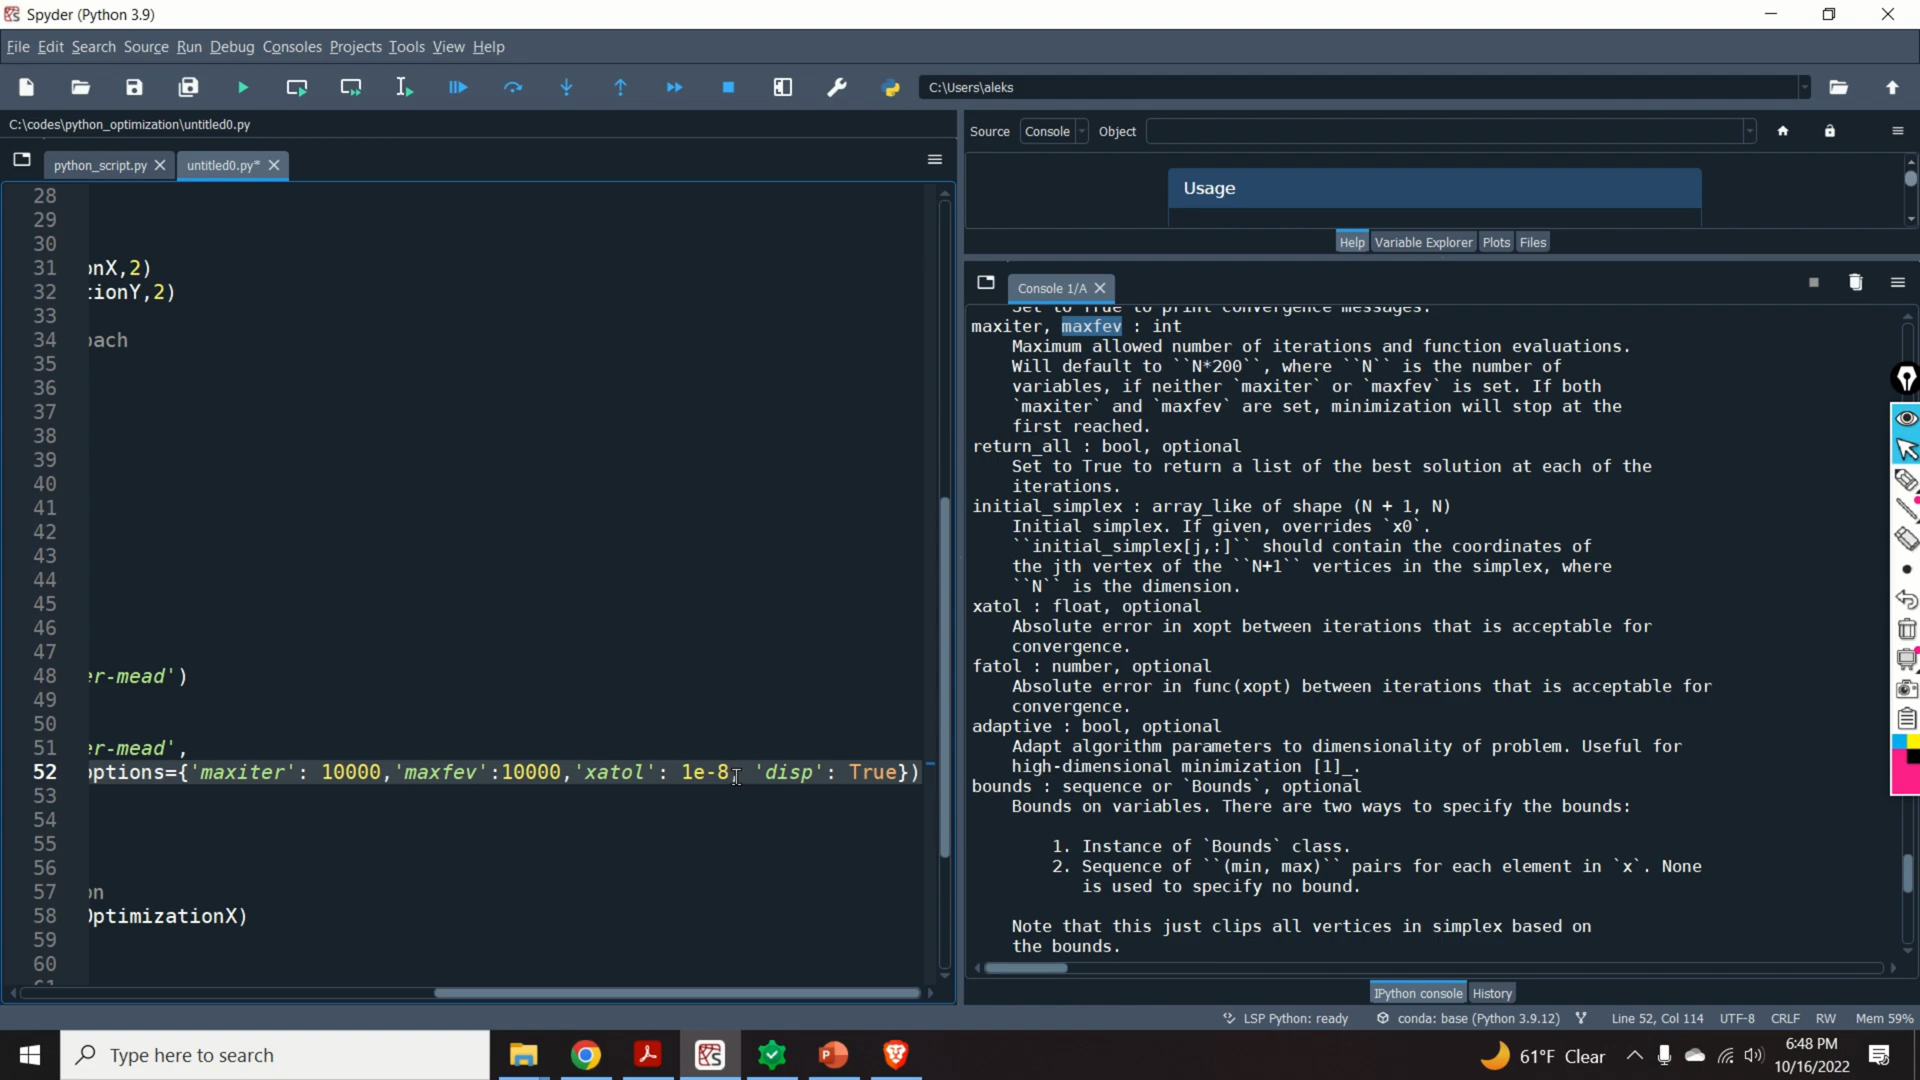 Spyder (Python 3.9)
File Edit Search Source Run Debug Consoles Projects Tools View Help
C:\Users\aleks
C:\codes\python_optimization\untitled0.py
Source Console Object
python_script.py
untitled0.py*
Usage
Help Variable Explorer Plots Files
Console 1/A
28
29
30
31 onX,2)
32 tionY,2)
33
34 oach
35
36
37
38
39
40
41
42
43
44
45
46
47
48 er-mead')
49
50
51 er-mead',
52 options={'maxiter': 10000,'maxfev':10000,'xatol': 1e-8, 'disp': True})
53
54
55
56
57 on
58 OptimizationX)
59
60
61
Set to True to print convergence messages.
maxiter, maxfev : int
Maximum allowed number of iterations and function evaluations.
Will default to ``N*200``, where ``N`` is the number of
variables, if neither `maxiter` or `maxfev` is set. If both
`maxiter` and `maxfev` are set, minimization will stop at the
first reached.
return_all : bool, optional
Set to True to return a list of the best solution at each of the
iterations.
initial_simplex : array_like of shape (N + 1, N)
Initial simplex. If given, overrides `x0`.
``initial_simplex[j,:]`` should contain the coordinates of
the jth vertex of the ``N+1`` vertices in the simplex, where
``N`` is the dimension.
xatol : float, optional
Absolute error in xopt between iterations that is acceptable for
convergence.
fatol : number, optional
Absolute error in func(xopt) between iterations that is acceptable for
convergence.
adaptive : bool, optional
Adapt algorithm parameters to dimensionality of problem. Useful for
high-dimensional minimization [1]_.
bounds : sequence or `Bounds`, optional
Bounds on variables. There are two ways to specify the bounds:
1. Instance of `Bounds` class.
2. Sequence of ``(min, max)`` pairs for each element in `x`. None
is used to specify no bound.
Note that this just clips all vertices in simplex based on
the bounds.
IPython console History
LSP Python: ready conda: base (Python 3.9.12) Line 52, Col 114 UTF-8 CRLF RW Mem 59%
Type here to search
61°F Clear
6:48 PM
10/16/2022